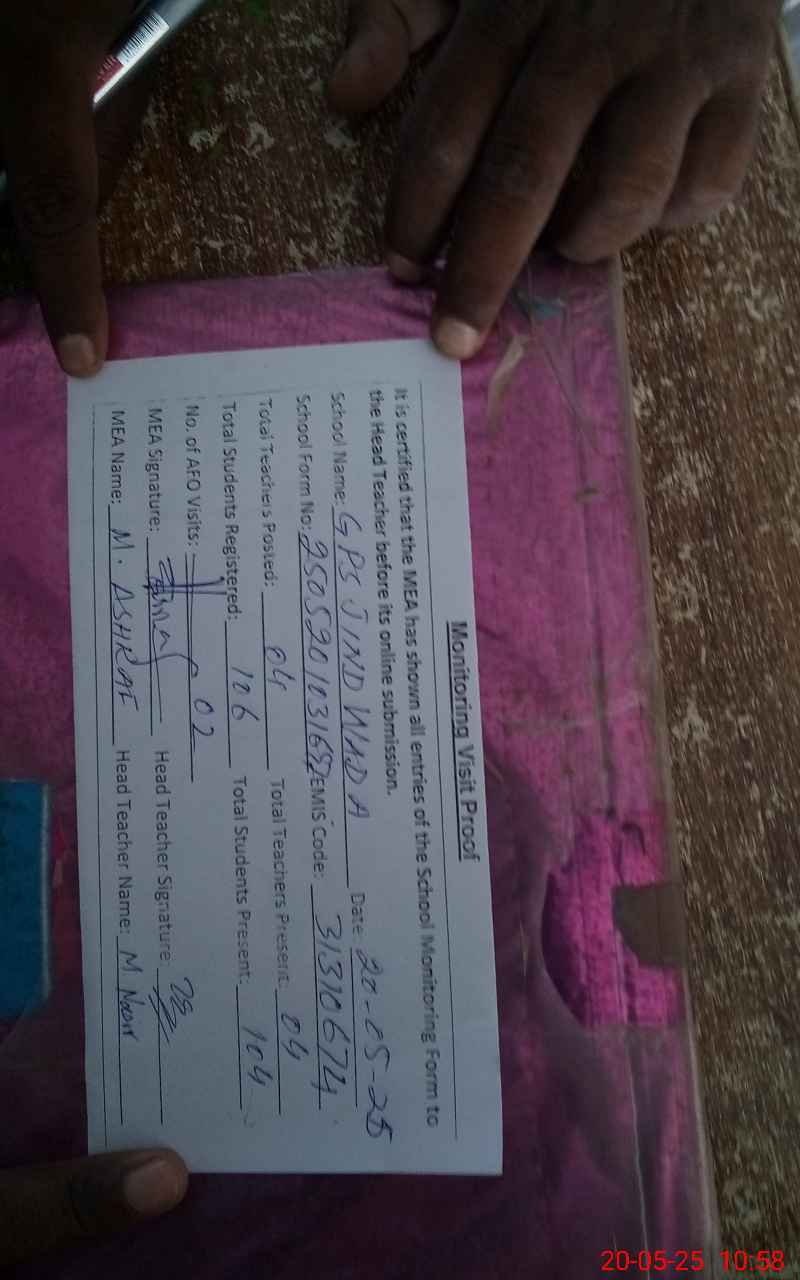 Monitoring Visit Proof
It is certified that the MEA has shown all entries of the School Monitoring Form to
the Head Teacher before its online submission.
School Name: GPS JINDWADA Date: 20-05-25
School Form No: EMIS Code: 31310674
Total Teachers Posted: 04 Total Teachers Present: 04
Total Students Registered: 106 Total Students Present: 104
No. of AEO Visits: 02
MEA Signature: Head Teacher Signature:
MEA Name: M. ASHRAF Head Teacher Name: M Nasir
20-05-25 10:58